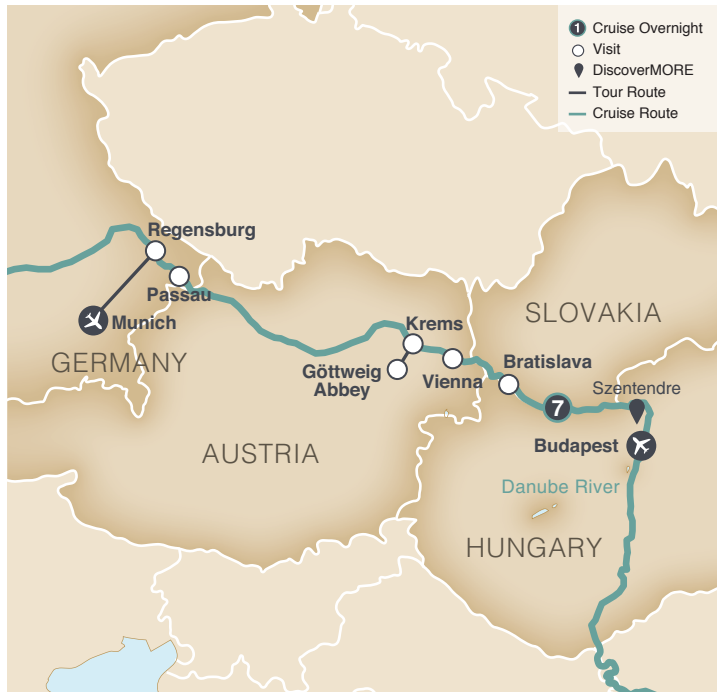 1 Cruise Overnight
Visit
DiscoverMORE
Tour Route
Cruise Route
Regensburg
Passau
Munich
GERMANY
Krems
Göttweig
Abbey
Vienna
SLOVAKIA
Bratislava
Szentendre
7
Budapest
AUSTRIA
Danube River
HUNGARY